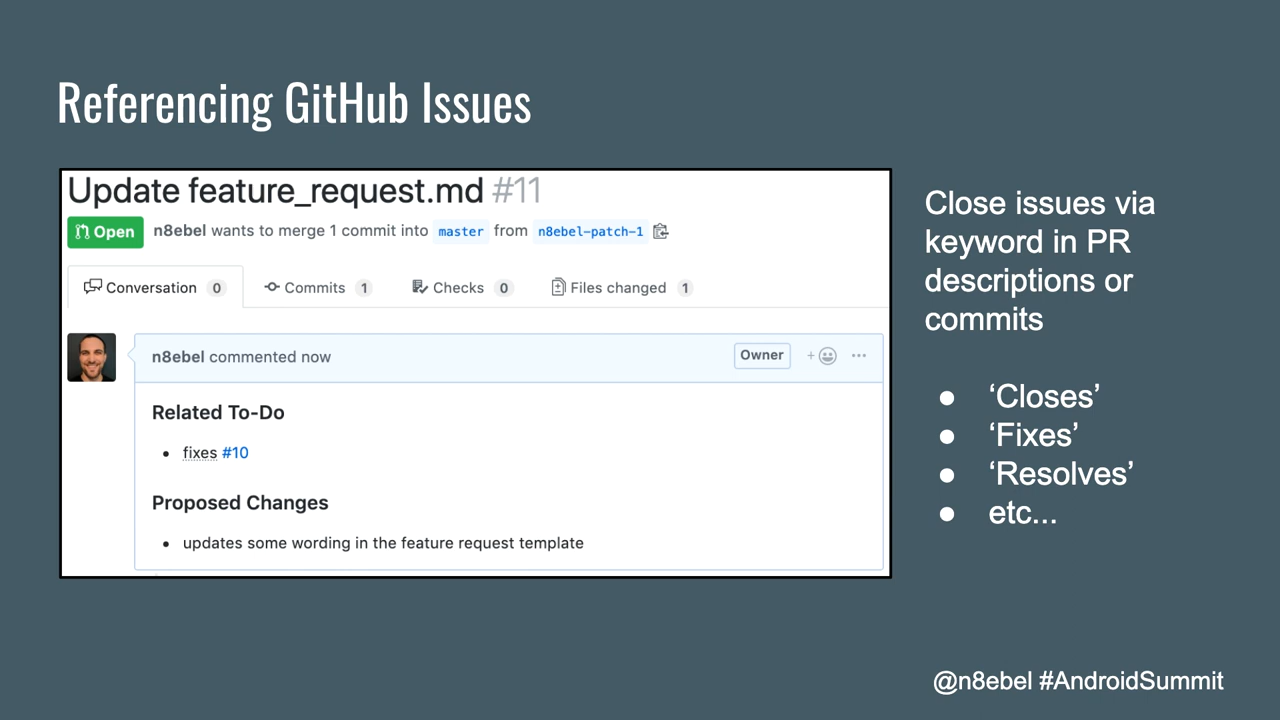 Referencing GitHub Issues
Update feature_request.md #11
Open n8ebel wants to merge 1 commit into master from n8ebel-patch-1
Conversation 0 Commits 1 Checks 0 Files changed 1
n8ebel commented now Owner + ...
Related To-Do
• fixes #10
Proposed Changes
• updates some wording in the feature request template
Close issues via
keyword in PR
descriptions or
commits
● ‘Closes’
● ‘Fixes’
● ‘Resolves’
● etc...
@n8ebel #AndroidSummit